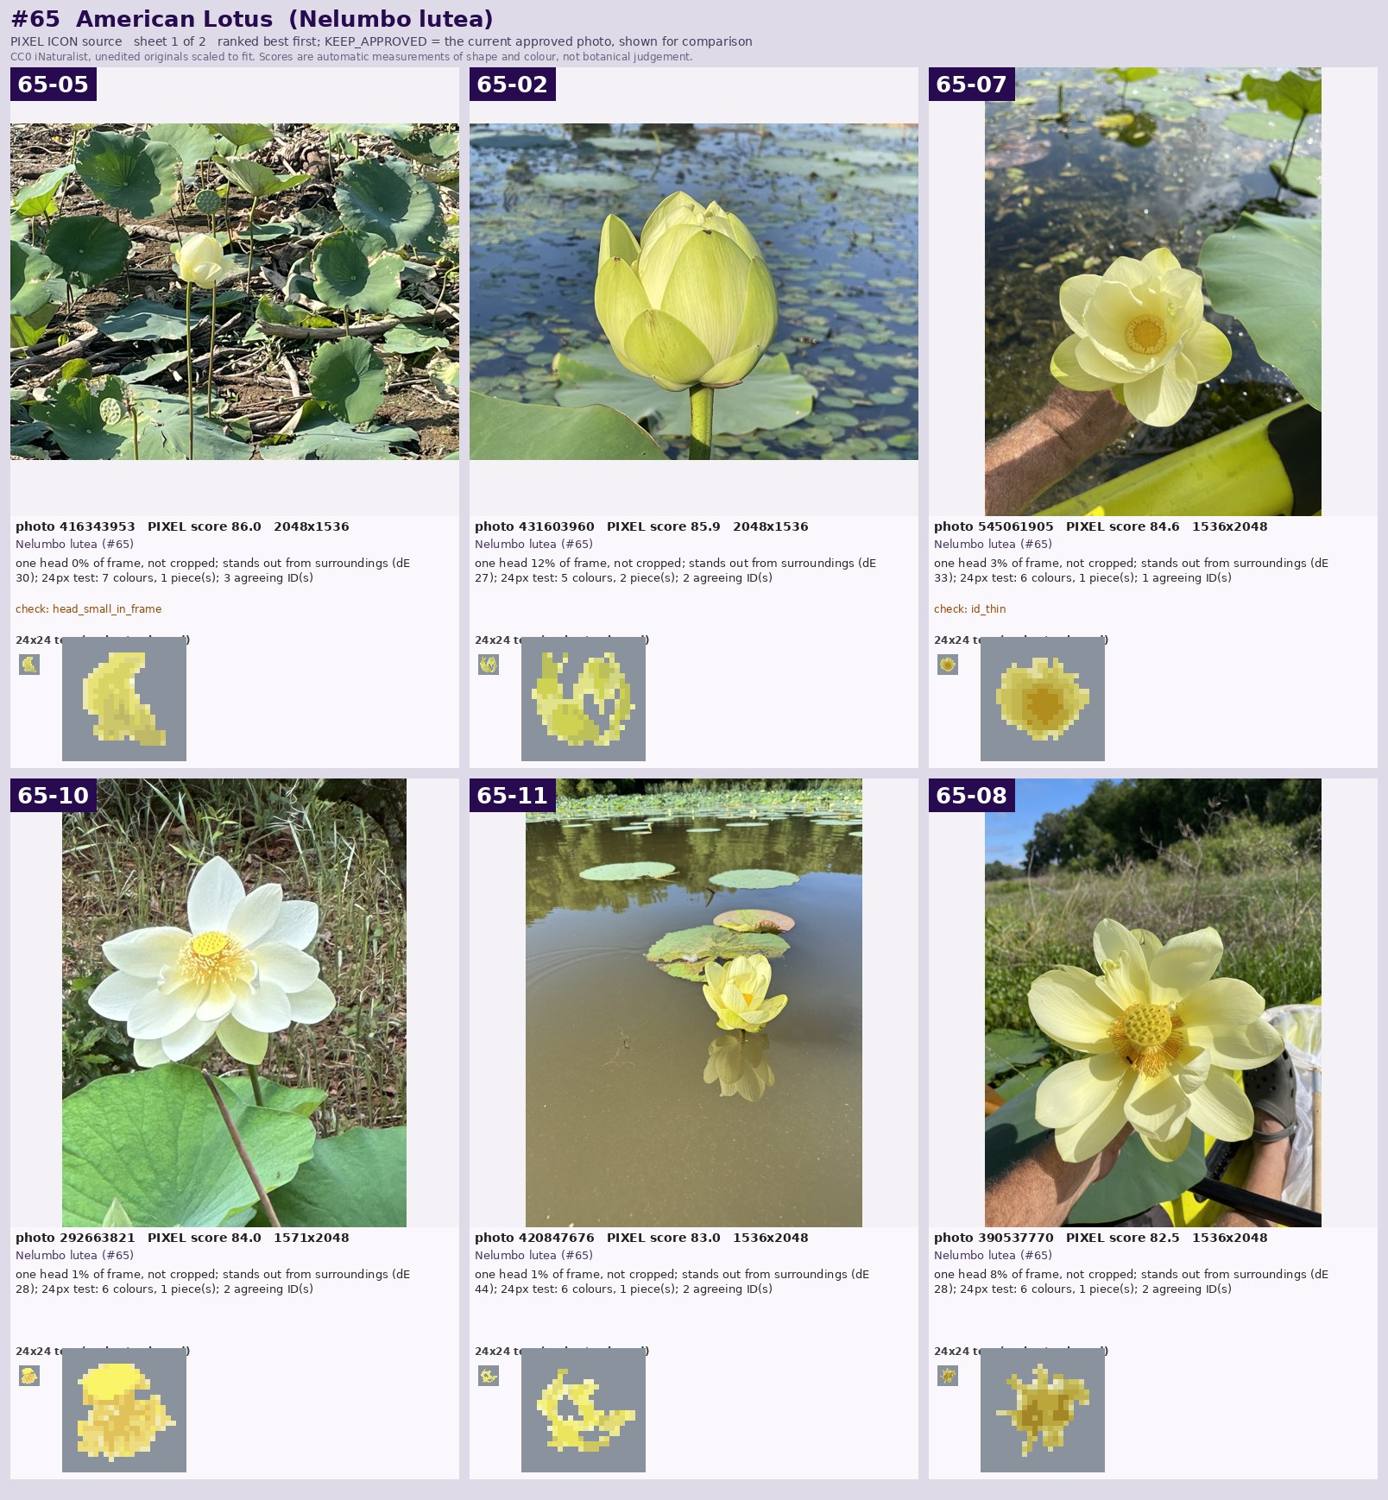 #65 American Lotus (Nelumbo lutea)
PIXEL ICON source sheet 1 of 2 ranked best first; KEEP_APPROVED = the current approved photo, shown for comparison
CC0 iNaturalist, unedited originals scaled to fit. Scores are automatic measurements of shape and colour, not botanical judgement.
65-05
photo 416343953 PIXEL score 86.0 2048x1536
Nelumbo lutea (#65)
one head 0% of frame, not cropped; stands out from surroundings (dE
30); 24px test: 7 colours, 1 piece(s); 3 agreeing ID(s)
check: head_small_in_frame
24x24
65-02
photo 431603960 PIXEL score 85.9 2048x1536
Nelumbo lutea (#65)
one head 12% of frame, not cropped; stands out from surroundings (dE
27); 24px test: 5 colours, 2 piece(s); 2 agreeing ID(s)
24x24
65-07
photo 545061905 PIXEL score 84.6 1536x2048
Nelumbo lutea (#65)
one head 3% of frame, not cropped; stands out from surroundings (dE
33); 24px test: 6 colours, 1 piece(s); 1 agreeing ID(s)
check: id_thin
24x24
65-10
photo 292663821 PIXEL score 84.0 1571x2048
Nelumbo lutea (#65)
one head 1% of frame, not cropped; stands out from surroundings (dE
28); 24px test: 6 colours, 1 piece(s); 2 agreeing ID(s)
24x24
65-11
photo 420847676 PIXEL score 83.0 1536x2048
Nelumbo lutea (#65)
one head 1% of frame, not cropped; stands out from surroundings (dE
44); 24px test: 6 colours, 1 piece(s); 2 agreeing ID(s)
24x24
65-08
photo 390537770 PIXEL score 82.5 1536x2048
Nelumbo lutea (#65)
one head 8% of frame, not cropped; stands out from surroundings (dE
28); 24px test: 6 colours, 1 piece(s); 2 agreeing ID(s)
24x24